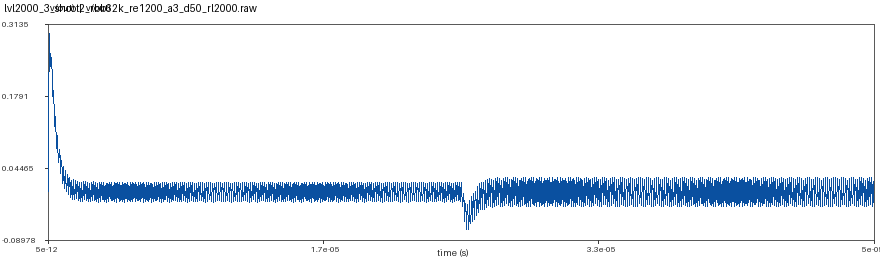 lvl2000_3 re1200_a3_d50_rl2000.raw
0.3135
0.1791
0.04465
-0.08978
5e-12
1.7e-05
3.3e-05
5e-05
time (s)